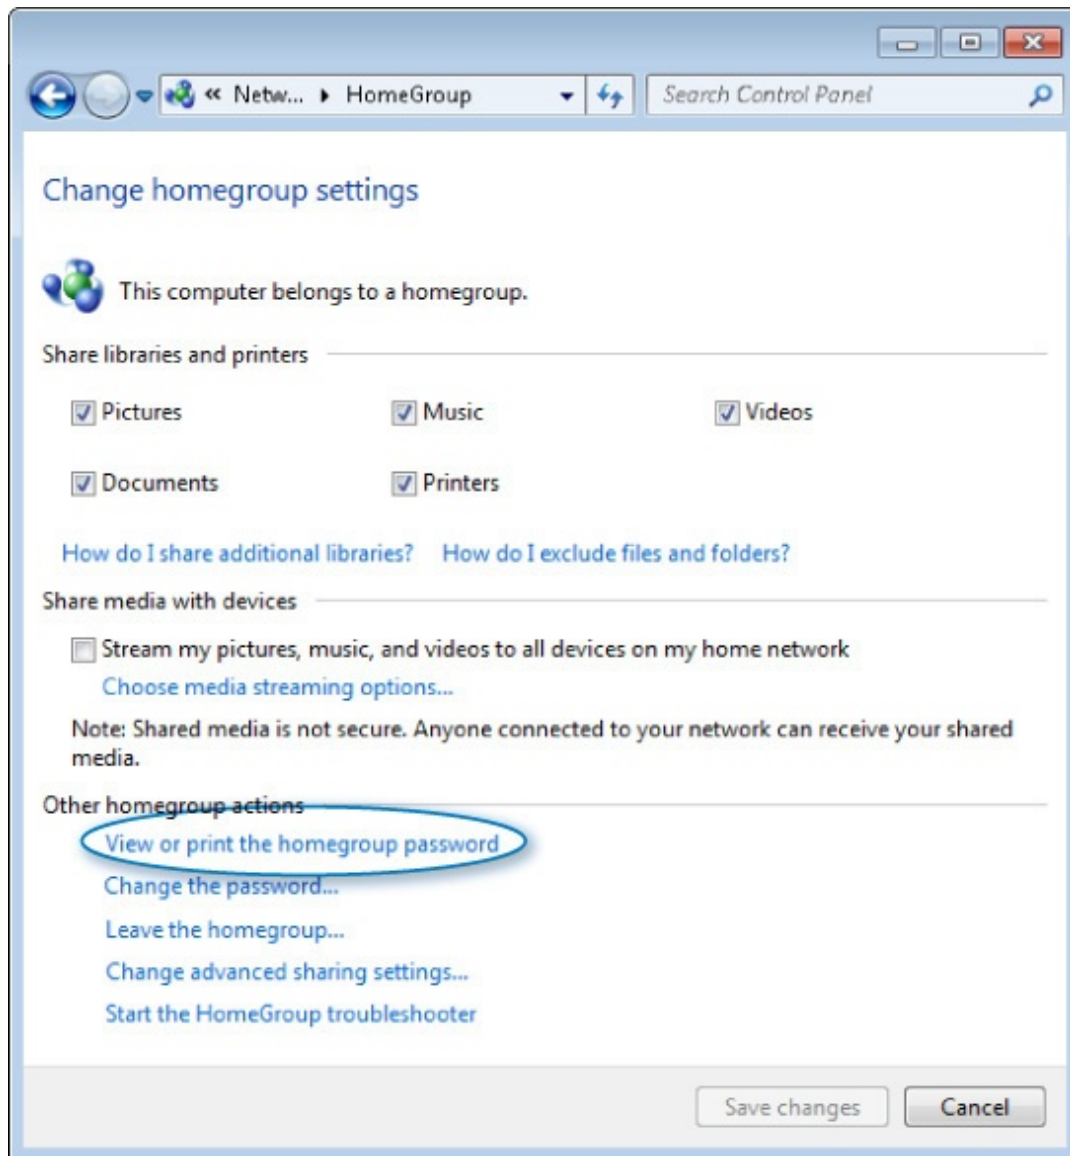 « Netw... ▸ HomeGroup Search Control Panel
Change homegroup settings
This computer belongs to a homegroup.
Share libraries and printers
Pictures Music Videos
Documents Printers
How do I share additional libraries? How do I exclude files and folders?
Share media with devices
Stream my pictures, music, and videos to all devices on my home network
Choose media streaming options...
Note: Shared media is not secure. Anyone connected to your network can receive your shared
media.
Other homegroup actions
View or print the homegroup password
Change the password...
Leave the homegroup...
Change advanced sharing settings...
Start the HomeGroup troubleshooter
Save changes Cancel